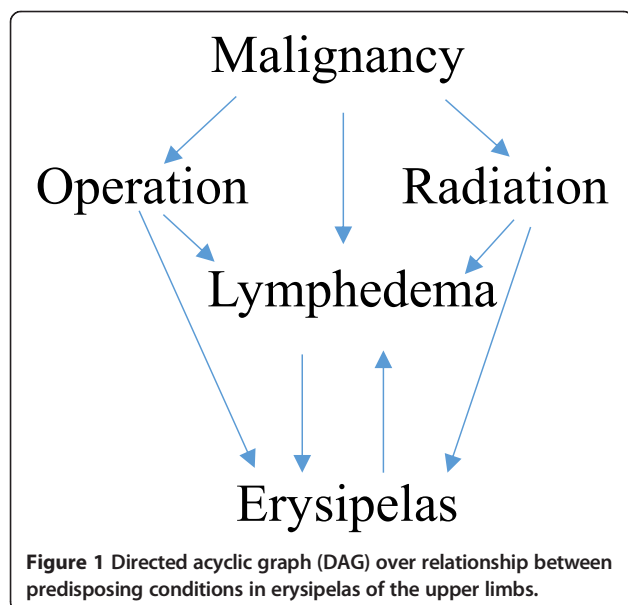 Malignancy
Operation Radiation
Lymphedema
Erysipelas
Figure 1 Directed acyclic graph (DAG) over relationship between
predisposing conditions in erysipelas of the upper limbs.